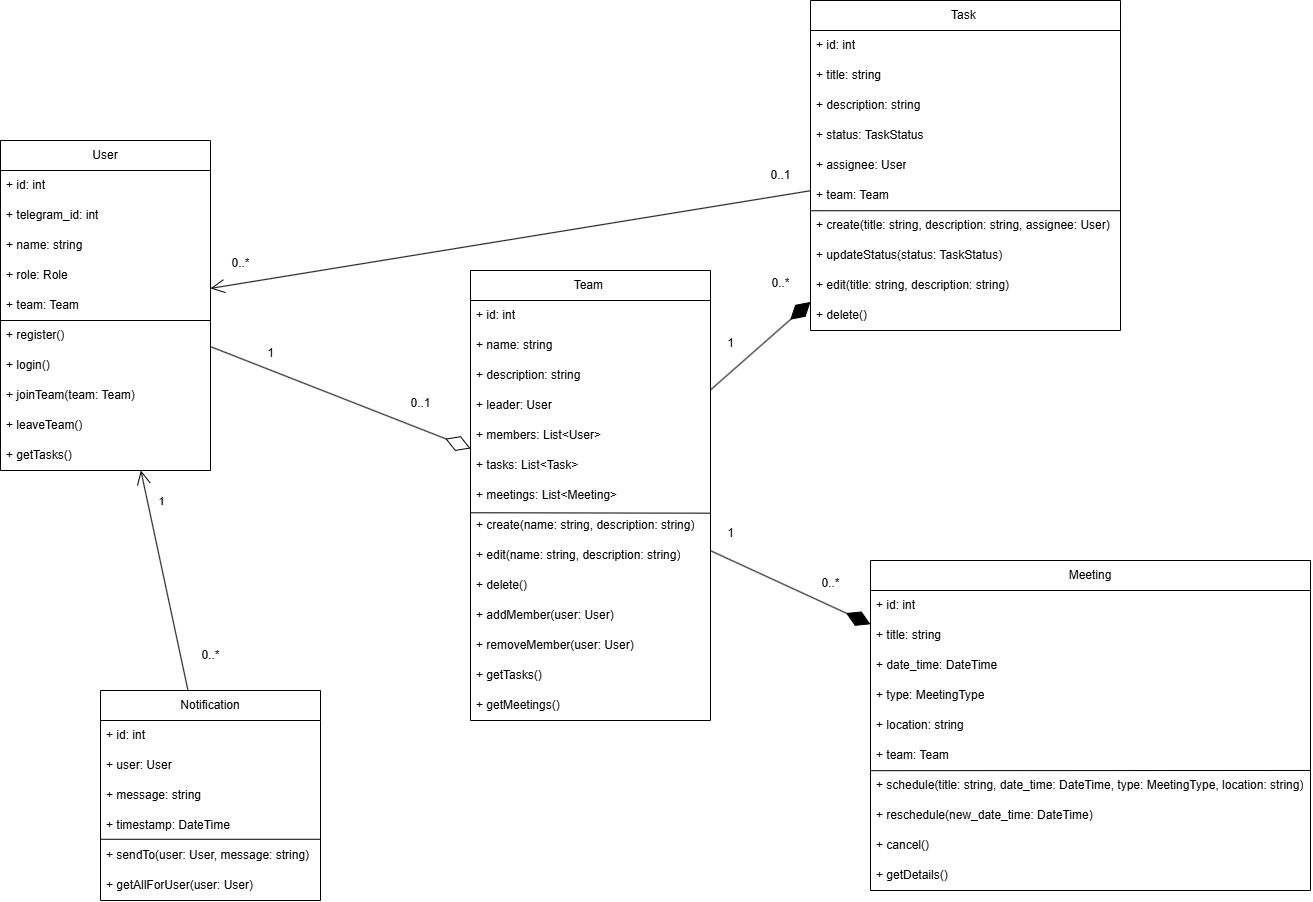 Task
+ id: int
+ title: string
+ description: string
+ status: TaskStatus
+ assignee: User
+ team: Team
+ create(title: string, description: string, assignee: User)
+ updateStatus(status: TaskStatus)
+ edit(title: string, description: string)
+ delete()
User
+ id: int
+ telegram_id: int
+ name: string
+ role: Role
+ team: Team
+ register()
+ login()
+ joinTeam(team: Team)
+ leaveTeam()
+ getTasks()
0..1
0..*
Team
+ id: int
+ name: string
+ description: string
+ leader: User
+ members: List<User>
+ tasks: List<Task>
+ meetings: List<Meeting>
+ create(name: string, description: string)
+ edit(name: string, description: string)
+ delete()
+ addMember(user: User)
+ removeMember(user: User)
+ getTasks()
+ getMeetings()
0..*
1
1
0..1
1
0..*
1
0..*
Meeting
+ id: int
+ title: string
+ date_time: DateTime
+ type: MeetingType
+ location: string
+ team: Team
+ schedule(title: string, date_time: DateTime, type: MeetingType, location: string)
+ reschedule(new_date_time: DateTime)
+ cancel()
+ getDetails()
Notification
+ id: int
+ user: User
+ message: string
+ timestamp: DateTime
+ sendTo(user: User, message: string)
+ getAllForUser(user: User)